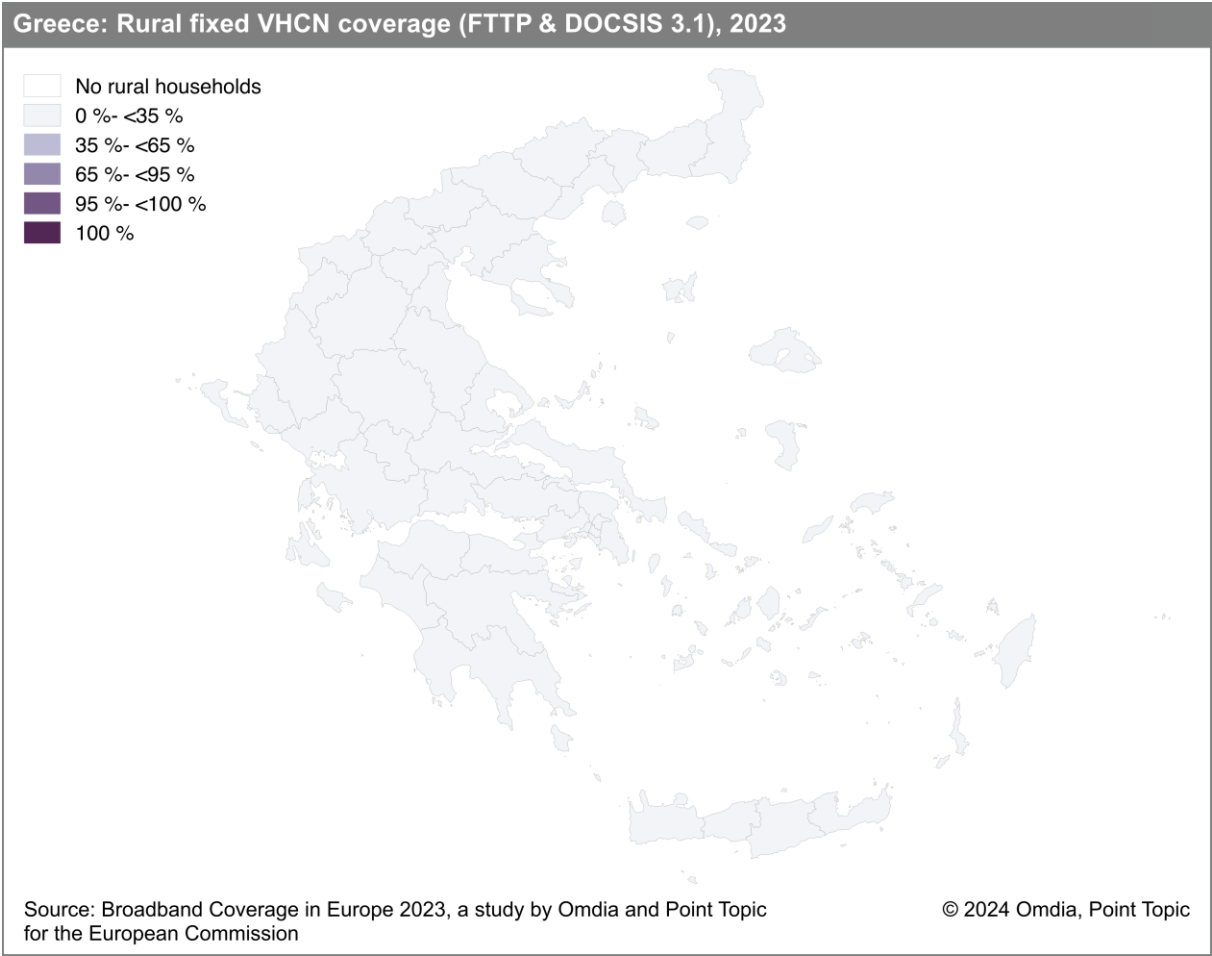 Greece: Rural fixed VHCN coverage (FTTP & DOCSIS 3.1), 2023
No rural households
0 %- <35 %
35 %- <65 %
65 %- <95 %
95 %- <100 %
100 %
Source: Broadband Coverage in Europe 2023, a study by Omdia and Point Topic
for the European Commission
© 2024 Omdia, Point Topic